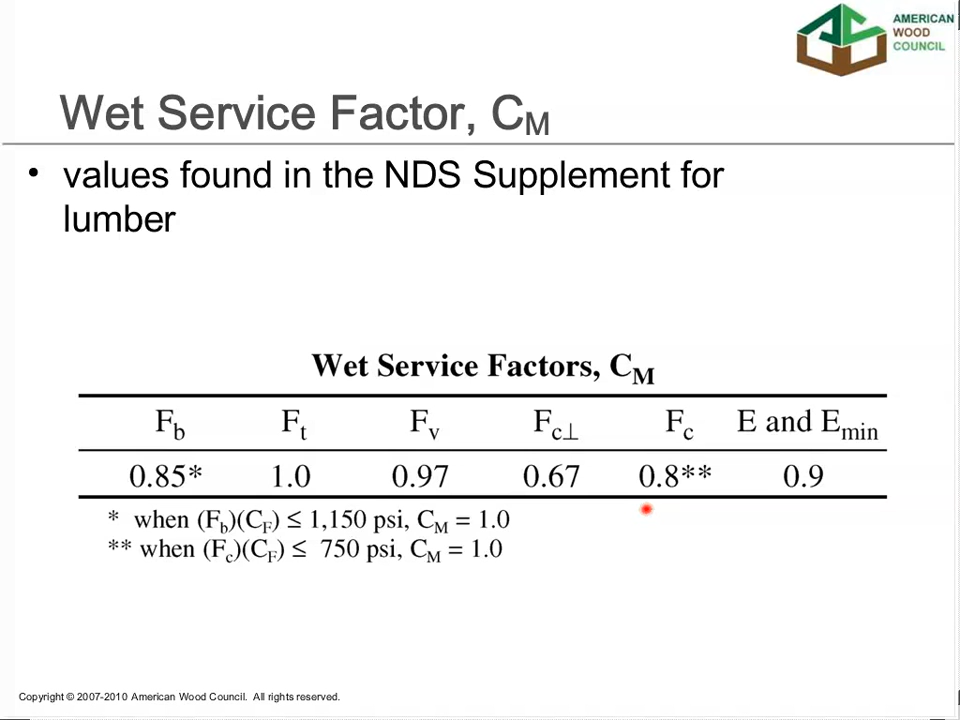 AMERICAN
WOOD
COUNCIL
Wet Service Factor, CM
• values found in the NDS Supplement for
lumber
Wet Service Factors, CM
Fb Ft Fv Fc⊥ Fc E and Emin
0.85* 1.0 0.97 0.67 0.8** 0.9
* when (Fb)(CF) ≤ 1,150 psi, CM = 1.0
** when (Fc)(CF) ≤ 750 psi, CM = 1.0
Copyright © 2007-2010 American Wood Council. All rights reserved.